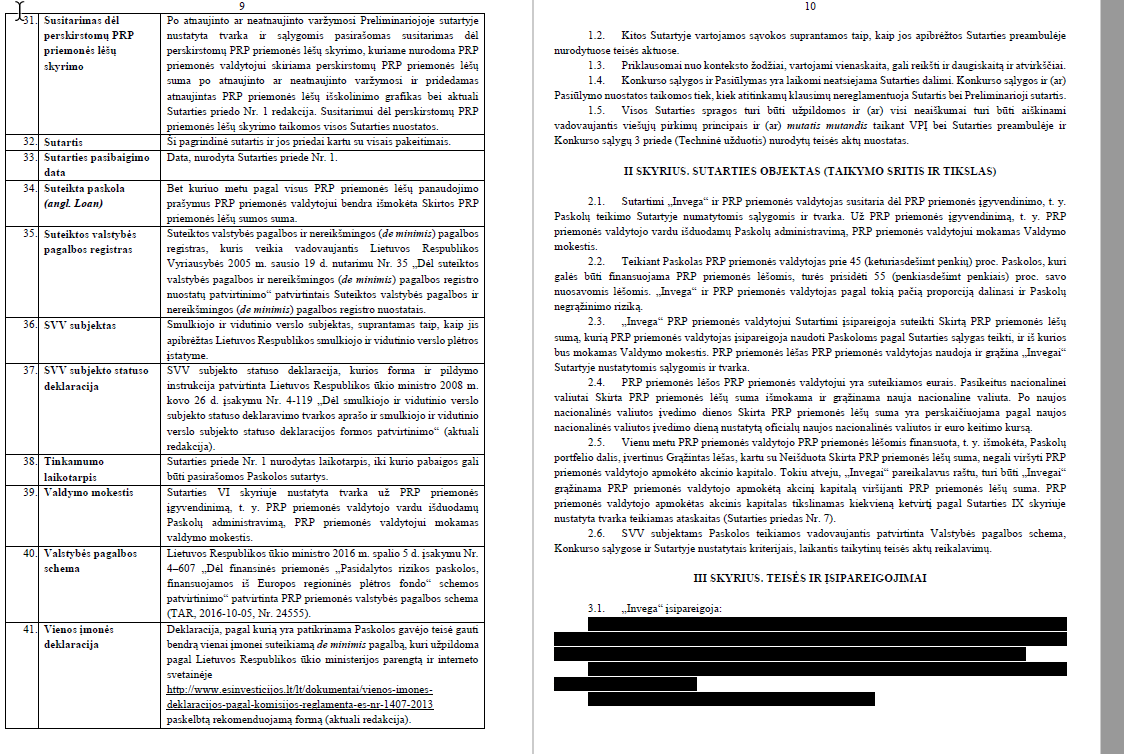 9
31. Susitarimas dėl
perskirstomų PRP
priemonės lėšų
skyrimo
Po atnaujinto ar neatnaujinto varžymosi Preliminariojoje sutartyje
nustatyta tvarka ir sąlygomis pasirašomas susitarimas dėl
perskirstomų PRP priemonės lėšų skyrimo, kuriame nurodoma PRP
priemonės valdytojui skiriama perskirstomų PRP priemonės lėšų
suma po atnaujinto ar neatnaujinto varžymosi ir pridedamas
atnaujintas PRP priemonės lėšų išskolinimo grafikas bei aktuali
Sutarties priedo Nr. 1 redakcija. Susitarimui dėl perskirstomų PRP
priemonės lėšų skyrimo taikomos visos Sutarties nuostatos.
32. Sutartis
Ši pagrindinė sutartis ir jos priedai kartu su visais pakeitimais.
33. Sutarties pasibaigimo
data
Data, nurodyta Sutarties priede Nr. 1.
34. Suteikta paskola
(angl. Loan)
Bet kuriuo metu pagal visus PRP priemonės lėšų panaudojimo
prašymus PRP priemonės valdytojui bendra išmokėta Skirtos PRP
priemonės lėšų sumos suma.
35. Suteiktos valstybės
pagalbos registras
Suteiktos valstybės pagalbos ir nereikšmingos (de minimis) pagalbos
registras, kuris veikia vadovaujantis Lietuvos Respublikos
Vyriausybės 2005 m. sausio 19 d. nutarimu Nr. 35 „Dėl suteiktos
valstybės pagalbos ir nereikšmingos (de minimis) pagalbos registro
nuostatų patvirtinimo“ patvirtintais Suteiktos valstybės pagalbos ir
nereikšmingos (de minimis) pagalbos registro nuostatais.
36. SVV subjektas
Smulkiojo ir vidutinio verslo subjektas, suprantamas taip, kaip jis
apibrėžtas Lietuvos Respublikos smulkiojo ir vidutinio verslo plėtros
įstatyme.
37. SVV subjekto statuso
deklaracija
SVV subjekto statuso deklaracija, kurios forma ir pildymo
instrukcija patvirtinta Lietuvos Respublikos ūkio ministro 2008 m.
kovo 26 d. įsakymu Nr. 4-119 „Dėl smulkiojo ir vidutinio verslo
subjekto statuso deklaravimo tvarkos aprašo ir smulkiojo ir vidutinio
verslo subjekto statuso deklaracijos formos patvirtinimo“ (aktuali
redakcija).
38. Tinkamumo
laikotarpis
Sutarties priede Nr. 1 nurodytas laikotarpis, iki kurio pabaigos gali
būti pasirašomos Paskolos sutartys.
39. Valdymo mokestis
Sutarties VI skyriuje nustatyta tvarka už PRP priemonės
įgyvendinimą, t. y. PRP priemonės valdytojo vardu išduodamų
Paskolų administravimą, PRP priemonės valdytojui mokamas
valdymo mokestis.
40. Valstybės pagalbos
schema
Lietuvos Respublikos ūkio ministro 2016 m. spalio 5 d. įsakymu Nr.
4–607 „Dėl finansinės priemonės „Pasidalytos rizikos paskolos,
finansuojamos iš Europos regioninės plėtros fondo“ schemos
patvirtinimo“ patvirtinta PRP priemonės valstybės pagalbos schema
(TAR, 2016-10-05, Nr. 24555).
41. Vienos įmonės
deklaracija
Deklaracija, pagal kurią yra patikrinama Paskolos gavėjo teisė gauti
bendrą vienai įmonei suteikiamą de minimis pagalbą, kuri užpildoma
pagal Lietuvos Respublikos ūkio ministerijos parengtą ir interneto
svetainėje
http://www.esinvesticijos.lt/lt/dokumentai/vienos-imones-
deklaracijos-pagal-komisijos-reglamenta-es-nr-1407-2013
paskelbtą rekomenduojamą formą (aktuali redakcija).
10
1.2. Kitos Sutartyje vartojamos sąvokos suprantamos taip, kaip jos apibrėžtos Sutarties preambulėje
nurodytuose teisės aktuose.
1.3. Priklausomai nuo konteksto žodžiai, vartojami vienaskaita, gali reikšti ir daugiskaitą ir atvirkščiai.
1.4. Konkurso sąlygos ir Pasiūlymas yra laikomi neatsiejama Sutarties dalimi. Konkurso sąlygos ir (ar)
Pasiūlymo nuostatos taikomos tiek, kiek atitinkamų klausimų nereglamentuoja Sutartis bei Preliminarioji sutartis.
1.5. Visos Sutarties spragos turi būti užpildomos ir (ar) visi neaiškumai turi būti aiškinami
vadovaujantis viešųjų pirkimų principais ir (ar) mutatis mutandis taikant VPĮ bei Sutarties preambulėje ir
Konkurso sąlygų 3 priede (Techninė užduotis) nurodytų teisės aktų nuostatas.
II SKYRIUS. SUTARTIES OBJEKTAS (TAIKYMO SRITIS IR TIKSLAS)
2.1. Sutartimi „Invega“ ir PRP priemonės valdytojas susitaria dėl PRP priemonės įgyvendinimo, t. y.
Paskolų teikimo Sutartyje numatytomis sąlygomis ir tvarka. Už PRP priemonės įgyvendinimą, t. y. PRP
priemonės valdytojo vardu išduodamų Paskolų administravimą, PRP priemonės valdytojui mokamas Valdymo
mokestis.
2.2. Teikiant Paskolas PRP priemonės valdytojas prie 45 (keturiasdešimt penkių) proc. Paskolos, kuri
galės būti finansuojama PRP priemonės lėšomis, turės prisidėti 55 (penkiasdešimt penkiais) proc. savo
nuosavomis lėšomis. „Invega“ ir PRP priemonės valdytojas pagal tokią pačią proporciją dalinasi ir Paskolų
negrąžinimo riziką.
2.3. „Invega“ PRP priemonės valdytojui Sutartimi įsipareigoja suteikti Skirtą PRP priemonės lėšų
sumą, kurią PRP priemonės valdytojas įsipareigoja naudoti Paskoloms pagal Sutarties sąlygas teikti, ir iš kurios
bus mokamas Valdymo mokestis. PRP priemonės lėšas PRP priemonės valdytojas naudoja ir grąžina „Invegai“
Sutartyje nustatytomis sąlygomis ir tvarka.
2.4. PRP priemonės lėšos PRP priemonės valdytojui yra suteikiamos eurais. Pasikeitus nacionalinei
valiutai Skirta PRP priemonės lėšų suma išmokama ir grąžinama nauja nacionaline valiuta. Po naujos
nacionalinės valiutos įvedimo dienos Skirta PRP priemonės lėšų suma yra perskaičiuojama pagal naujos
nacionalinės valiutos įvedimo dieną nustatytą oficialų naujos nacionalinės valiutos ir euro keitimo kursą.
2.5. Vienu metu PRP priemonės valdytojo PRP priemonės lėšomis finansuota, t. y. išmokėta, Paskolų
portfelio dalis, įvertinus Grąžintas lėšas, kartu su Neišduota Skirta PRP priemonės lėšų suma, negali viršyti PRP
priemonės valdytojo apmokėto akcinio kapitalo. Tokiu atveju, „Invegai“ pareikalavus raštu, turi būti „Invegai“
grąžinama PRP priemonės valdytojo apmokėtą akcinį kapitalą viršijanti PRP priemonės lėšų suma. PRP
priemonės valdytojo apmokėtas akcinis kapitalas tikslinamas kiekvieną ketvirtį pagal Sutarties IX skyriuje
nustatyta tvarka teikiamas ataskaitas (Sutarties priedas Nr. 7).
2.6. SVV subjektams Paskolos teikiamos vadovaujantis patvirtinta Valstybės pagalbos schema,
Konkurso sąlygose ir Sutartyje nustatytais kriterijais, laikantis taikytinų teisės aktų reikalavimų.
III SKYRIUS. TEISĖS IR ĮSIPAREIGOJIMAI
3.1. „Invega“ įsipareigoja: